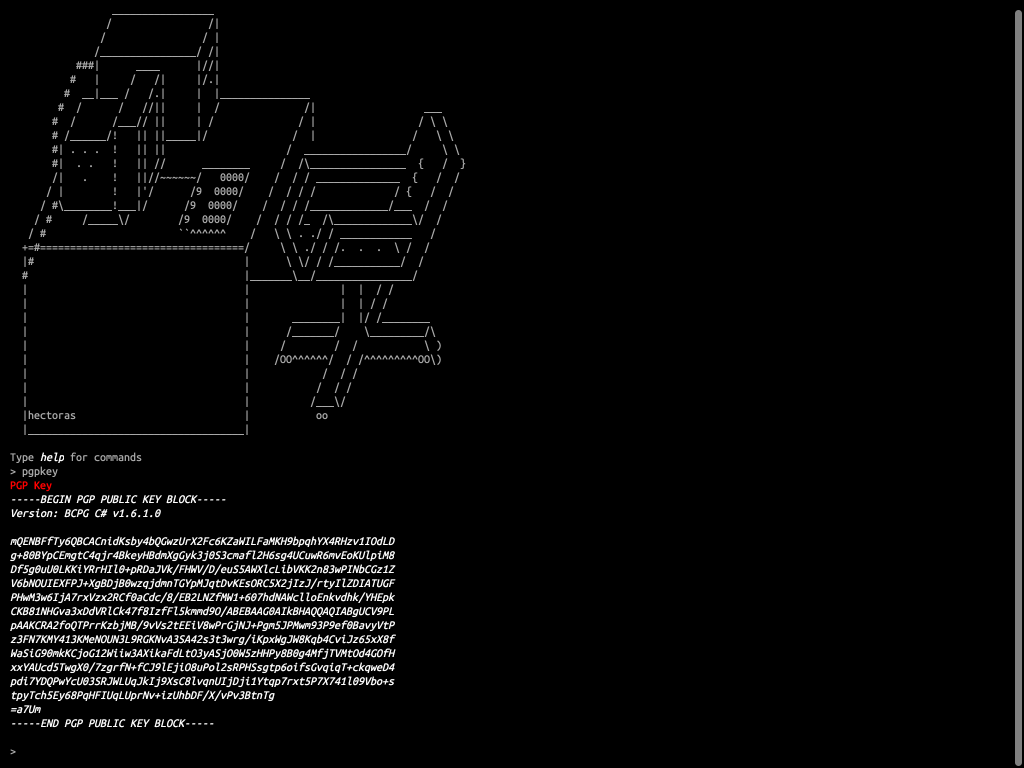 hectoras
Type help for commands
> pgpkey
PGP Key
-----BEGIN PGP PUBLIC KEY BLOCK-----
Version: BCPG C# v1.6.1.0
mQENBFfTy6QBCACnidKsby4bQGWzUrX2Fc6KZaWILFaMKH9bpqhYX4RHzv1IOdLD
g+80BYpCEmgtC4qjr4BkeyHBdmXgGyk3j0S3cmafl2H6sg4UCuwR6mvEoKUlpiM8
Df5g0uU0LKKiYRrHIl0+pRDaJVk/FHWV/D/euS5AWXlcLibVKK2n83wPINbCGz1Z
V6bNOUIEXFPJ+XgBDjB0wzqjdmnTGYpMJqtDvKEsORC5X2jIzJ/rtyIlZDIATUGF
PHwM3w6IjA7rxVzx2RCf0aCdc/8/EB2LNZfMW1+607hdNAWclloEnkvdhk/YHEpk
CKB81NHGva3xDdVRlCk47f8IzfFl5kmmd9O/ABEBAAG0AIkBHAQQAQIABgUCV9PL
pAAKCRA2foQTPrrKzbjMB/9vVs2tEEiV8wPrGjNJ+Pgm5JPMwm93P9ef0BavyVtP
z3FN7KMY413KMeNOUN3L9RGKNvA3SA42s3t3wrg/iKpxWgJW8Kqb4CviJz65xX8f
WaSiG90mkKCjoG12Wiiw3AXikaFdLtO3yASjO0W5zHHPy8B0g4MfjTVMtOd4GOfH
xxYAUcd5TwgX0/7zgrfN+fCJ9lEjiO8uPol2sRPHSsgtp6oifsGvqiqT+ckqweD4
pdi7YDQPwYcU03SRJWLUqJkIj9XsC8lvqnUIjDji1Ytqp7rxt5P7X741l09Vbo+s
tpyTch5Ey68PqHFIUqLUprNv+izUhbDF/X/vPv3BtnTg
=a7Um
-----END PGP PUBLIC KEY BLOCK-----
>